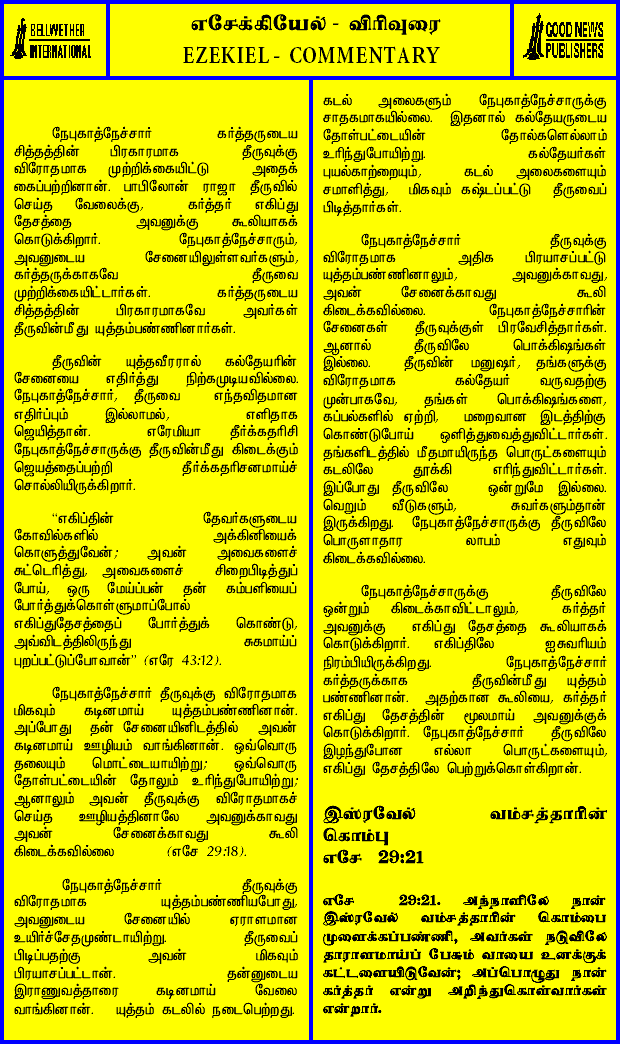 BELLWETHER
INTERNATIONAL
எசேக்கியேல் - விரிவுரை
EZEKIEL - COMMENTARY
GOOD NEWS
PUBLISHERS
நேபுகாத்நேச்சார் கர்த்தருடைய
சித்தத்தின் பிரகாரமாக தீருவுக்கு
விரோதமாக முற்றிக்கையிட்டு அதைக்
கைப்பற்றினான். பாபிலோன் ராஜா தீருவில்
செய்த வேலைக்கு, கர்த்தர் எகிப்து
தேசத்தை அவனுக்கு கூலியாகக்
கொடுக்கிறார். நேபுகாத்நேச்சாரும்,
அவனுடைய சேனையிலுள்ளவர்களும்,
கர்த்தருக்காகவே தீருவை
முற்றிக்கையிட்டார்கள். கர்த்தருடைய
சித்தத்தின் பிரகாரமாகவே அவர்கள்
தீருவின்மீது யுத்தம்பண்ணினார்கள்.
தீருவின் யுத்தவீரரால் கல்தேயரின்
சேனையை எதிர்த்து நிற்கமுடியவில்லை.
நேபுகாத்நேச்சார், தீருவை எந்தவிதமான
எதிர்ப்பும் இல்லாமல், எளிதாக
ஜெயித்தான். எரேமியா தீர்க்கதரிசி
நேபுகாத்நேச்சாருக்கு தீருவின்மீது கிடைக்கும்
ஜெயத்தைப்பற்றி தீர்க்கதரிசனமாய்ச்
சொல்லியிருக்கிறார்.
“எகிப்தின் தேவர்களுடைய
கோவில்களில் அக்கினியைக்
கொளுத்துவேன்; அவன் அவைகளைச்
சுட்டெரித்து, அவைகளைச் சிறைபிடித்துப்
போய், ஒரு மேய்ப்பன் தன் கம்பளியைப்
போர்த்துக்கொள்ளுமாப்போல்
எகிப்துதேசத்தைப் போர்த்துக் கொண்டு,
அவ்விடத்திலிருந்து சுகமாய்ப்
புறப்பட்டுப்போவான்” (எரே 43:12).
நேபுகாத்நேச்சார் தீருவுக்கு விரோதமாக
மிகவும் கடினமாய் யுத்தம்பண்ணினான்.
அப்போது தன் சேனையினிடத்தில் அவன்
கடினமாய் ஊழியம் வாங்கினான். ஒவ்வொரு
தலையும் மொட்டையாயிற்று; ஒவ்வொரு
தோள்பட்டையின் தோலும் உரிந்துபோயிற்று;
ஆனாலும் அவன் தீருவுக்கு விரோதமாகச்
செய்த ஊழியத்தினாலே அவனுக்காவது
அவன் சேனைக்காவது கூலி
கிடைக்கவில்லை (எசே 29:18).
நேபுகாத்நேச்சார் தீருவுக்கு
விரோதமாக யுத்தம்பண்ணியபோது,
அவனுடைய சேனையில் ஏராளமான
உயிர்ச்சேதமுண்டாயிற்று. தீருவைப்
பிடிப்பதற்கு அவன் மிகவும்
பிரயாசப்பட்டான். தன்னுடைய
இராணுவத்தாரை கடினமாய் வேலை
வாங்கினான். யுத்தம் கடலில் நடைபெற்றது.
கடல் அலைகளும் நேபுகாத்நேச்சாருக்கு
சாதகமாகயில்லை. இதனால் கல்தேயருடைய
தோள்பட்டையின் தோல்களெல்லாம்
உரிந்துபோயிற்று. கல்தேயர்கள்
புயல்காற்றையும், கடல் அலைகளையும்
சமாளித்து, மிகவும் கஷ்டப்பட்டு தீருவைப்
பிடித்தார்கள்.
நேபுகாத்நேச்சார் தீருவுக்கு
விரோதமாக அதிக பிரயாசப்பட்டு
யுத்தம்பண்ணினாலும், அவனுக்காவது,
அவன் சேனைக்காவது கூலி
கிடைக்கவில்லை. நேபுகாத்நேச்சாரின்
சேனைகள் தீருவுக்குள் பிரவேசித்தார்கள்.
ஆனால் தீருவிலே பொக்கிஷங்கள்
இல்லை. தீருவின் மனுஷர், தங்களுக்கு
விரோதமாக கல்தேயர் வருவதற்கு
முன்பாகவே, தங்கள் பொக்கிஷங்களை,
கப்பல்களில் ஏற்றி, மறைவான இடத்திற்கு
கொண்டுபோய் ஒளித்துவைத்துவிட்டார்கள்.
தங்களிடத்தில் மீதமாயிருந்த பொருட்களையும்
கடலிலே தூக்கி எரிந்துவிட்டார்கள்.
இப்போது தீருவிலே ஒன்றுமே இல்லை.
வெறும் வீடுகளும், சுவர்களும்தான்
இருக்கிறது. நேபுகாத்நேச்சாருக்கு தீருவிலே
பொருளாதார லாபம் எதுவும்
கிடைக்கவில்லை.
நேபுகாத்நேச்சாருக்கு தீருவிலே
ஒன்றும் கிடைக்காவிட்டாலும், கர்த்தர்
அவனுக்கு எகிப்து தேசத்தை கூலியாகக்
கொடுக்கிறார். எகிப்திலே ஐசுவரியம்
நிரம்பியிருக்கிறது. நேபுகாத்நேச்சார்
கர்த்தருக்காக தீருவின்மீது யுத்தம்
பண்ணினான். அதற்கான கூலியை, கர்த்தர்
எகிப்து தேசத்தின் மூலமாய் அவனுக்குக்
கொடுக்கிறார். நேபுகாத்நேச்சார் தீருவிலே
இழந்துபோன எல்லா பொருட்களையும்,
எகிப்து தேசத்திலே பெற்றுக்கொள்கிறான்.
இஸ்ரவேல் வம்சத்தாரின்
கொம்பு
எசே 29:21
எசே 29:21. அந்நாளிலே நான்
இஸ்ரவேல் வம்சத்தாரின் கொம்பை
முளைக்கப்பண்ணி, அவர்கள் நடுவிலே
தாராளமாய்ப் பேசும் வாயை உனக்குக்
கட்டளையிடுவேன்; அப்பொழுது நான்
கர்த்தர் என்று அறிந்துகொள்வார்கள்
என்றார்.